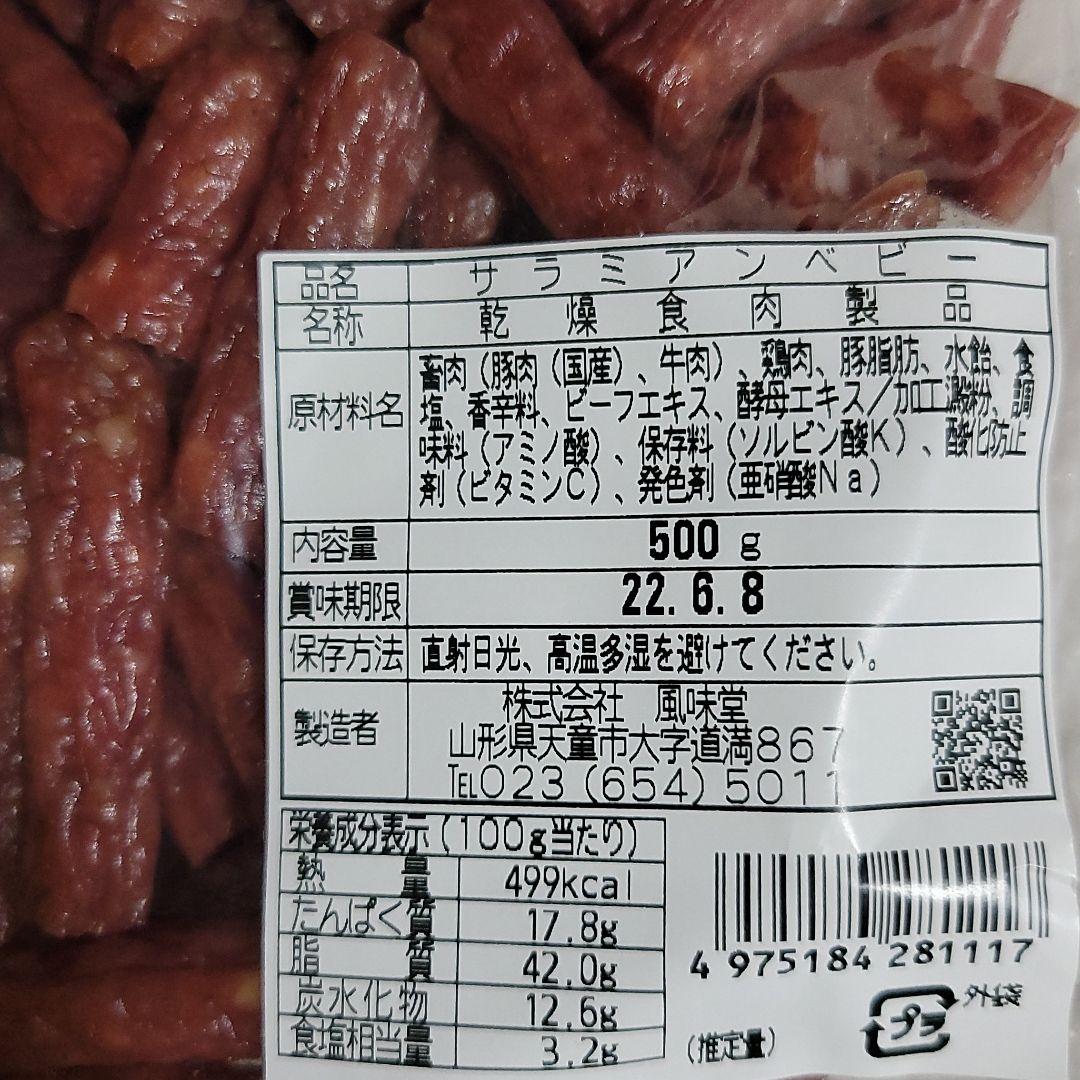 品名 サラミアンベビー
名称 乾燥食肉製品
原材料名 畜肉（豚肉（国産）、牛肉）、鶏肉、豚脂肪、水飴、食
塩、香辛料、ビーフエキス、酵母エキス／加工澱粉、調
味料（アミノ酸）、保存料（ソルビン酸K）、酸化防止
剤（ビタミンC）、発色剤（亜硝酸Na）
内容量 500 g
賞味期限 22.6.8
保存方法 直射日光、高温多湿を避けてください。
製造者 株式会社 風味堂
山形県天童市大字道満867
TEL023（654）5011
栄養成分表示（100g当たり）
熱量 499kcal
たんぱく質 17.8g
脂質 42.0g
炭水化物 12.6g
食塩相当量 3.2g
（推定量）
4 975184 281117
プラ 外袋